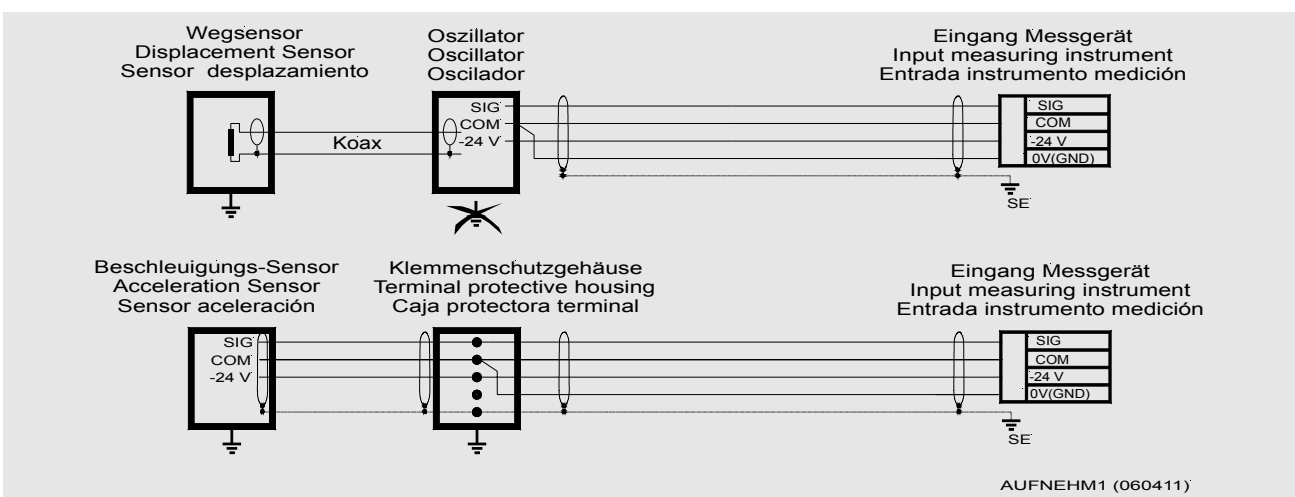 Wegsensor
Displacement Sensor
Sensor desplazamiento
Oszillator
Oscillator
Oscilador
Eingang Messgerät
Input measuring instrument
Entrada instrumento medición
SIG
COM
-24 V
Koax
SIG
COM
-24 V
0V(GND)
SE
Beschleuigungs-Sensor
Acceleration Sensor
Sensor aceleración
Klemmenschutzgehäuse
Terminal protective housing
Caja protectora terminal
Eingang Messgerät
Input measuring instrument
Entrada instrumento medición
SIG
COM
-24 V
SIG
COM
-24 V
0V(GND)
SE
AUFNEHM1 (060411)